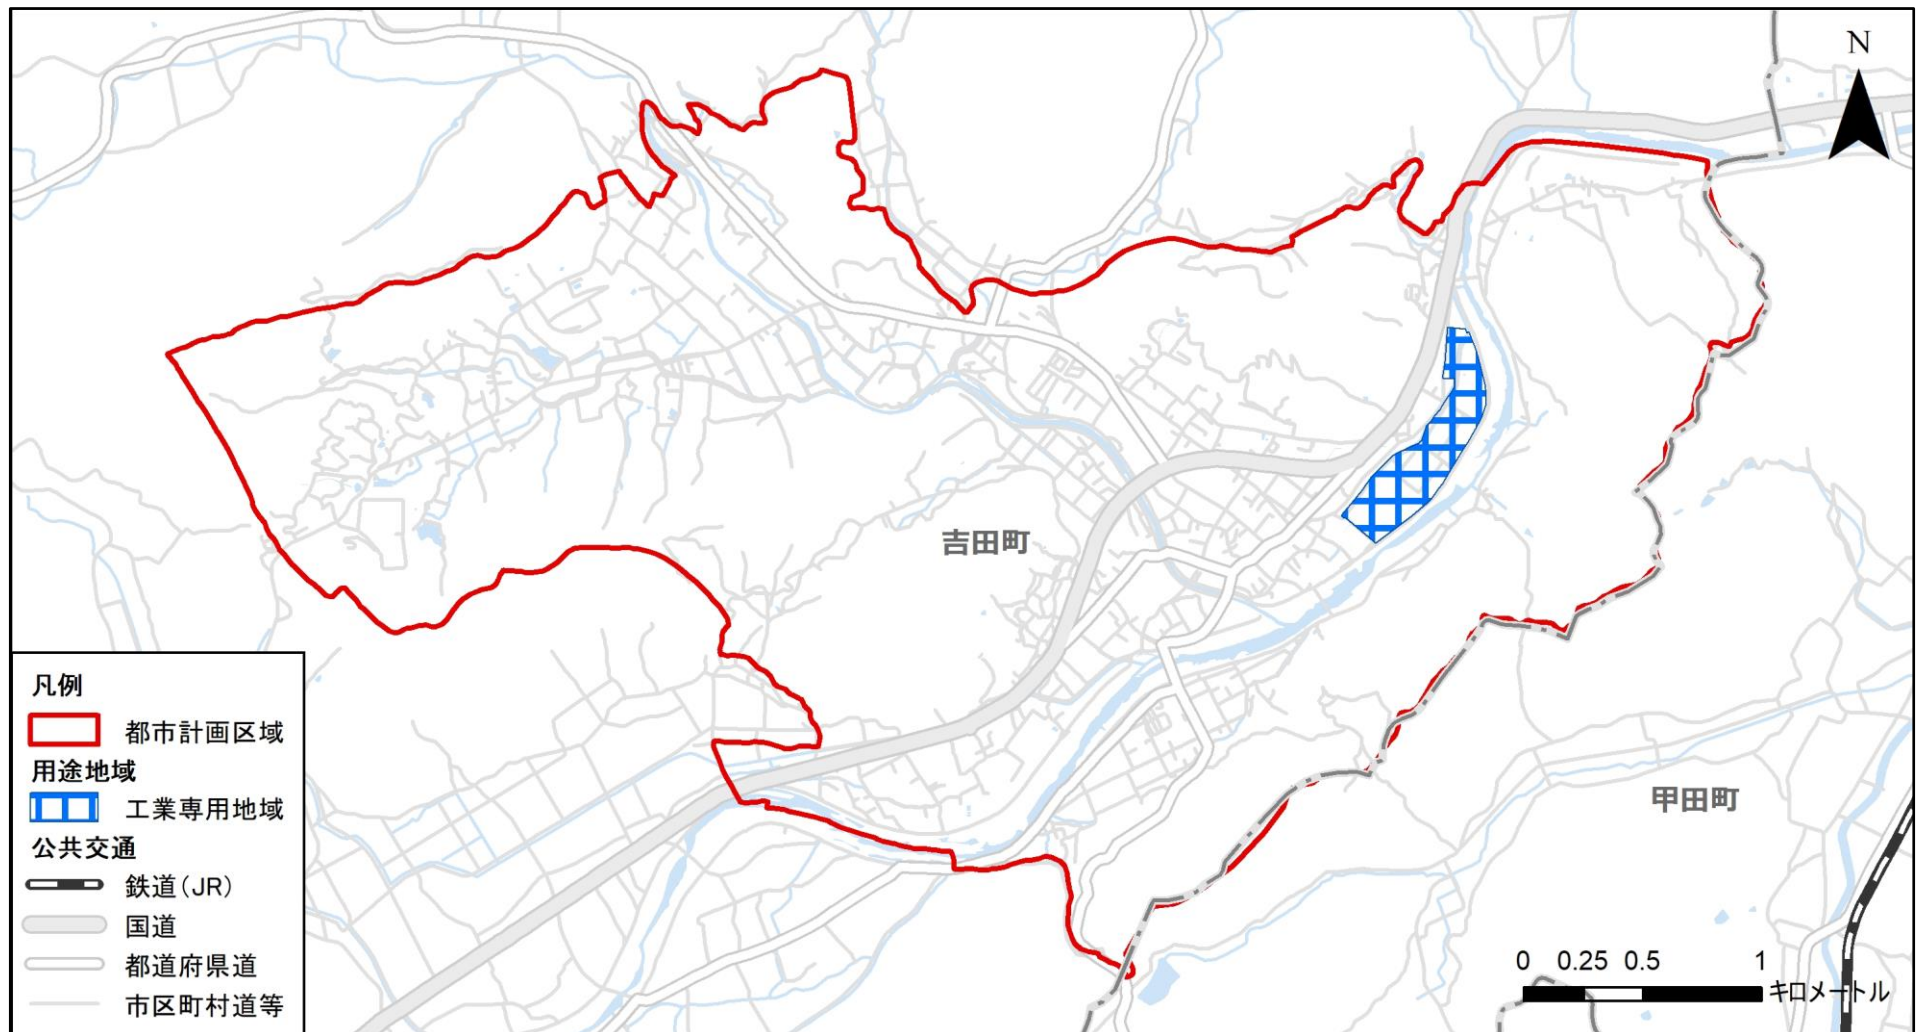 N
吉田町
甲田町
凡例
都市計画区域
用途地域
工業専用地域
公共交通
鉄道(JR)
国道
都道府県道
市区町村道等
0 0.25 0.5 1
キロメートル